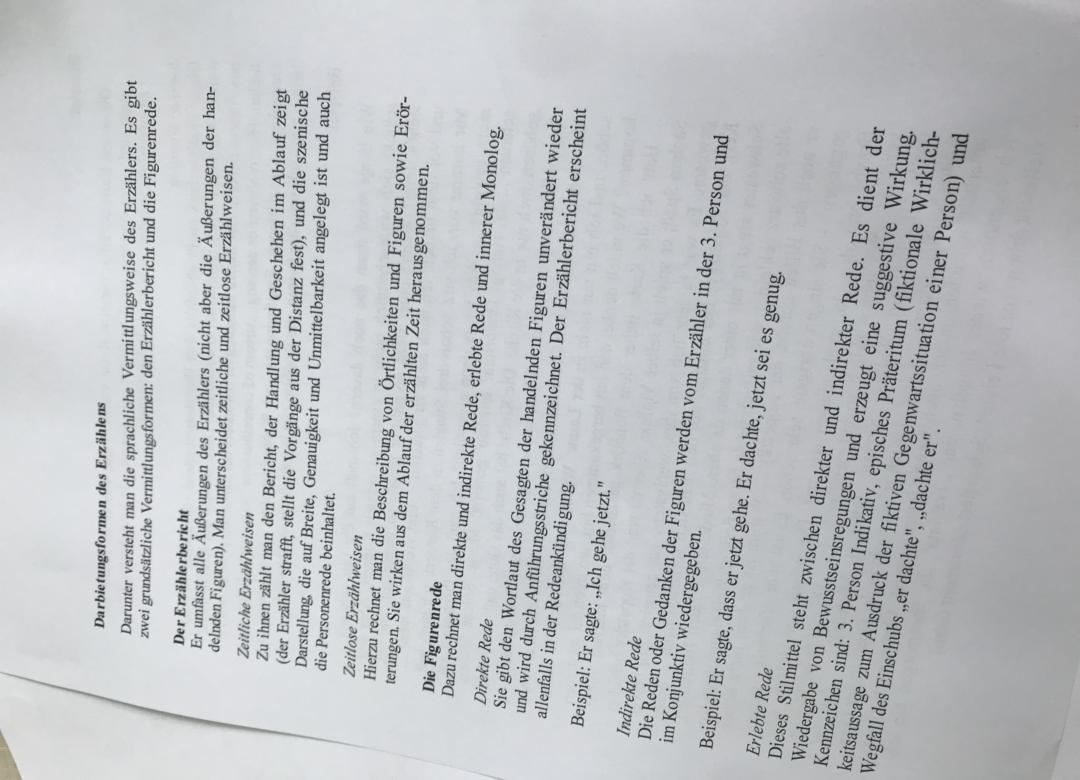 Darbietungsformen des Erzählens
Darunter versteht man die sprachliche Vermittlungsweise des Erzählers. Es gibt
zwei grundsätzliche Vermittlungsformen: den Erzählerbericht und die Figurenrede.
Der Erzählerbericht
Er umfasst alle Äußerungen des Erzählers (nicht aber die Äußerungen der han-
delnden Figuren). Man unterscheidet zeitliche und zeitlose Erzählweisen.
Zeitliche Erzählweisen
Zu ihnen zählt man den Bericht, der Handlung und Geschehen im Ablauf zeigt
(der Erzähler strafft, stellt die Vorgänge aus der Distanz fest), und die szenische
Darstellung, die auf Breite, Genauigkeit und Unmittelbarkeit angelegt ist und auch
die Personenrede beinhaltet.
Zeitlose Erzählweisen
Hierzu rechnet man die Beschreibung von Örtlichkeiten und Figuren sowie Erör-
terungen. Sie wirken aus dem Ablauf der erzählten Zeit herausgenommen.
Die Figurenrede
Dazu rechnet man direkte und indirekte Rede, erlebte Rede und innerer Monolog.
Direkte Rede
Sie gibt den Wortlaut des Gesagten der handelnden Figuren unverändert wieder
und wird durch Anführungsstriche gekennzeichnet. Der Erzählerbericht erscheint
allenfalls in der Redeankündigung.
Beispiel: Er sagte: „Ich gehe jetzt."
Indirekte Rede
Die Reden oder Gedanken der Figuren werden vom Erzähler in der 3. Person und
im Konjunktiv wiedergegeben.
Beispiel: Er sagte, dass er jetzt gehe. Er dachte, jetzt sei es genug.
Erlebte Rede
Dieses Stilmittel steht zwischen direkter und indirekter Rede. Es dient der
Wiedergabe von Bewusstseinsregungen und erzeugt eine suggestive Wirkung.
Kennzeichen sind: 3. Person Indikativ, episches Präteritum (fiktionale Wirklich-
keitsaussage zum Ausdruck der fiktiven Gegenwartssituation einer Person) und
Wegfall des Einschubs „er dachte", „dachte er".